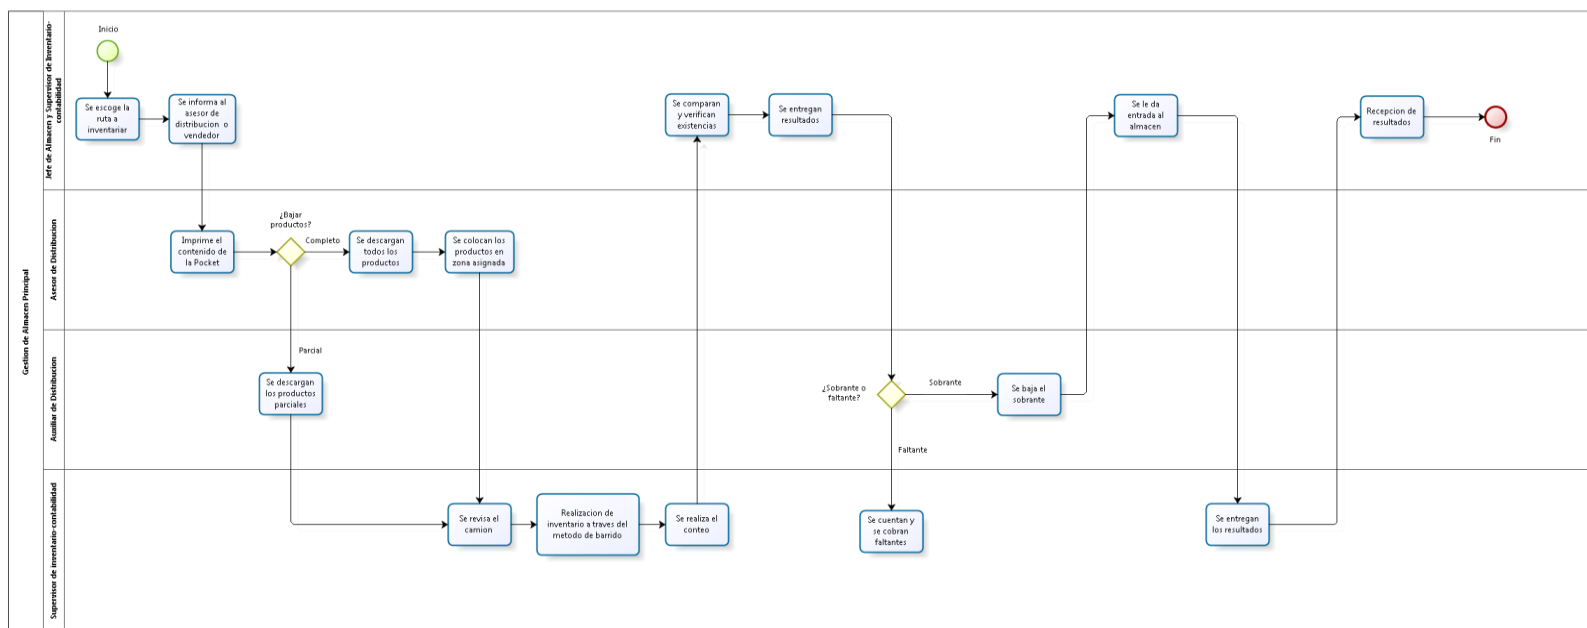 Gestion de Almacen Principal
Jefe de Almacen y Supervisor de Inventario-
contabilidad
Inicio
Se escoge la
ruta a
inventariar
Se informa al
asesor de
distribucion o
vendedor
Se comparan
y verifican
existencias
Se entregan
resultados
Se le da
entrada al
almacen
Recepcion de
resultados
Fin
Asesor de Distribucion
Imprime el
contenido de
la Pocket
¿Bajar
productos?
Completo
Se descargan
todos los
productos
Se colocan los
productos en
zona asignada
Auxiliar de Distribucion
Parcial
Se descargan
los productos
parciales
¿Sobrante o
faltante?
Sobrante
Se baja el
sobrante
Faltante
Supervisor de inventario-contabilidad
Se revisa el
camion
Realizacion de
inventario a traves del
metodo de barrido
Se realiza el
conteo
Se cuentan y
se cobran
faltantes
Se entregan
los resultados